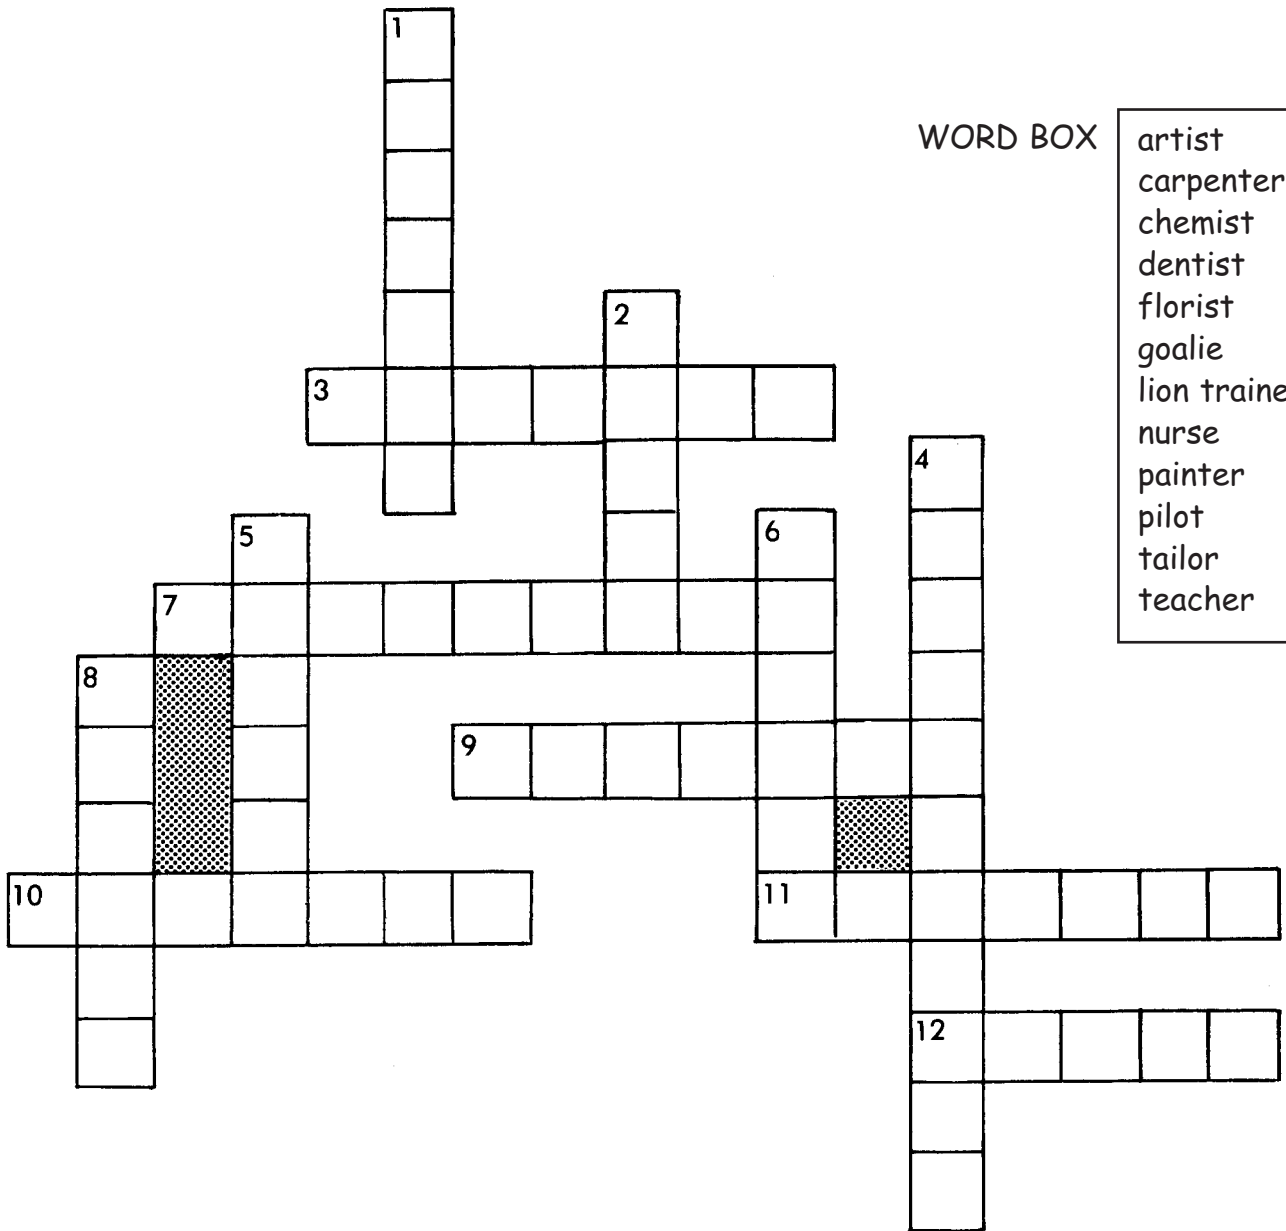 1
WORD BOX
artist
carpenter
chemist
dentist
florist
goalie
lion traine
nurse
painter
pilot
tailor
teacher
2
3
4
5
6
7
8
9
10
11
12